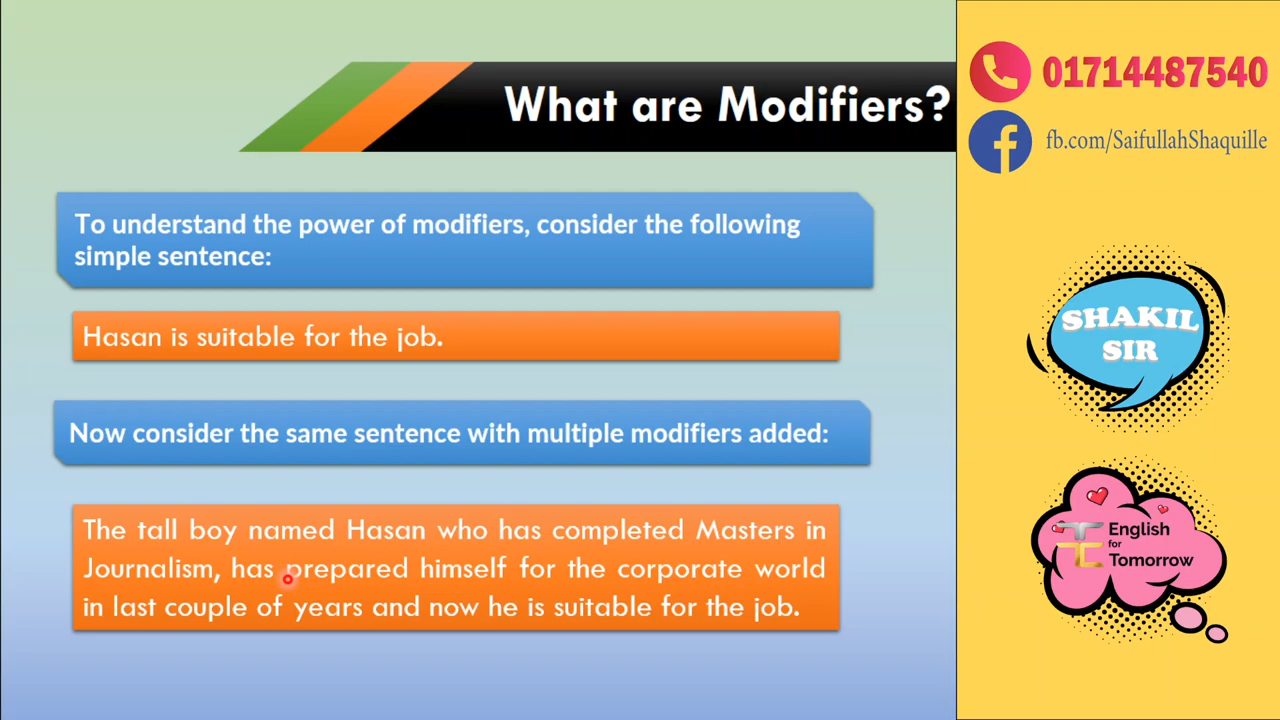 What are Modifiers?
To understand the power of modifiers, consider the following
simple sentence:
Hasan is suitable for the job.
Now consider the same sentence with multiple modifiers added:
The tall boy named Hasan who has completed Masters in
Journalism, has prepared himself for the corporate world
in last couple of years and now he is suitable for the job.
01714487540
fb.com/SaifullahShaquille
SHAKIL
SIR
English
for
Tomorrow